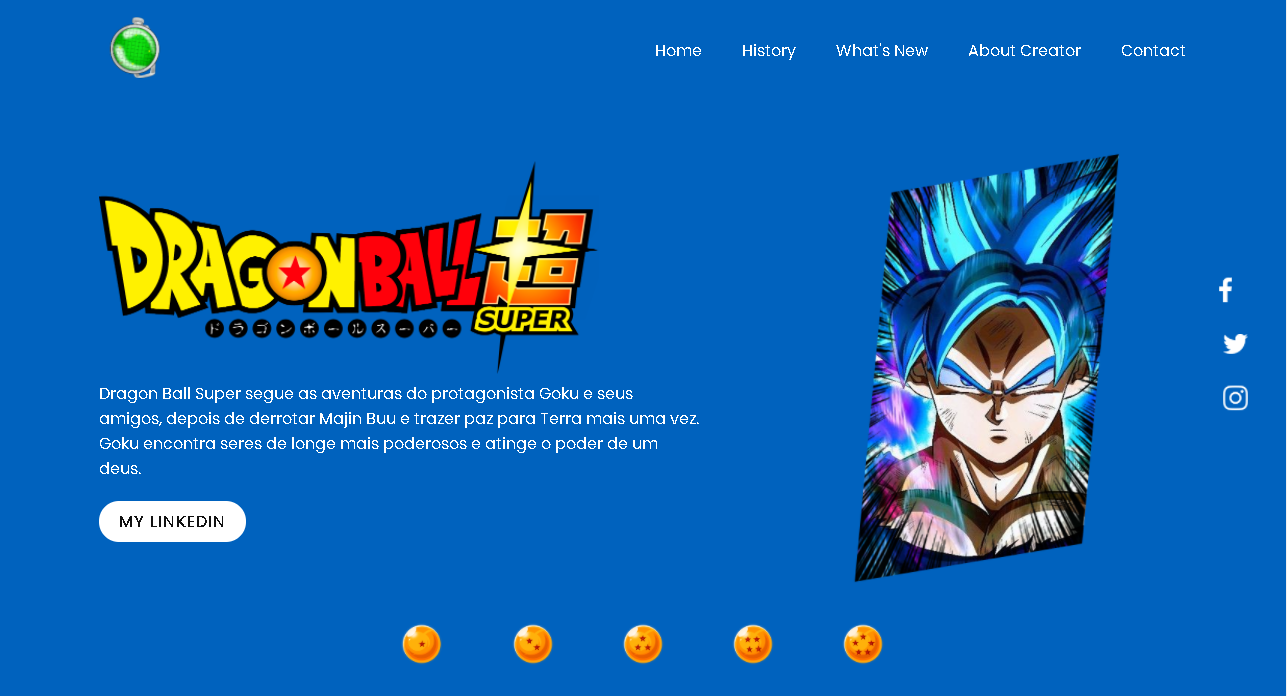 Home History What's New About Creator Contact
DRAGON BALL 超
SUPER
ドラゴンボールスーパー
Dragon Ball Super segue as aventuras do protagonista Goku e seus
amigos, depois de derrotar Majin Buu e trazer paz para Terra mais uma vez.
Goku encontra seres de longe mais poderosos e atinge o poder de um
deus.
MY LINKEDIN